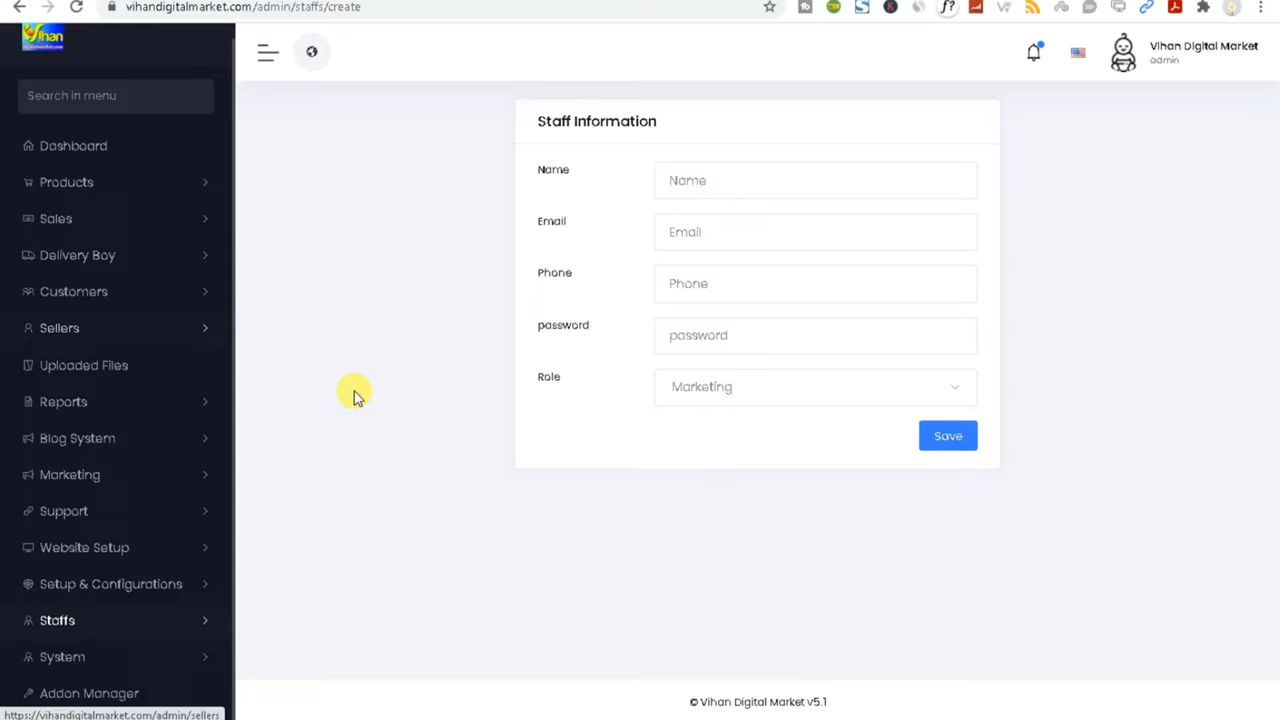 vihandigitalmarket.com/admin/staffs/create
Vihan
Search in menu
Dashboard
Products
Sales
Delivery Boy
Customers
Sellers
Uploaded Files
Reports
Blog System
Marketing
Support
Website Setup
Setup & Configurations
Staffs
System
Addon Manager
https://vihandigitalmarket.com/admin/sellers
Vihan Digital Market
admin
Staff Information
Name
Name
Email
Email
Phone
Phone
password
password
Role
Marketing
Save
© Vihan Digital Market v5.1